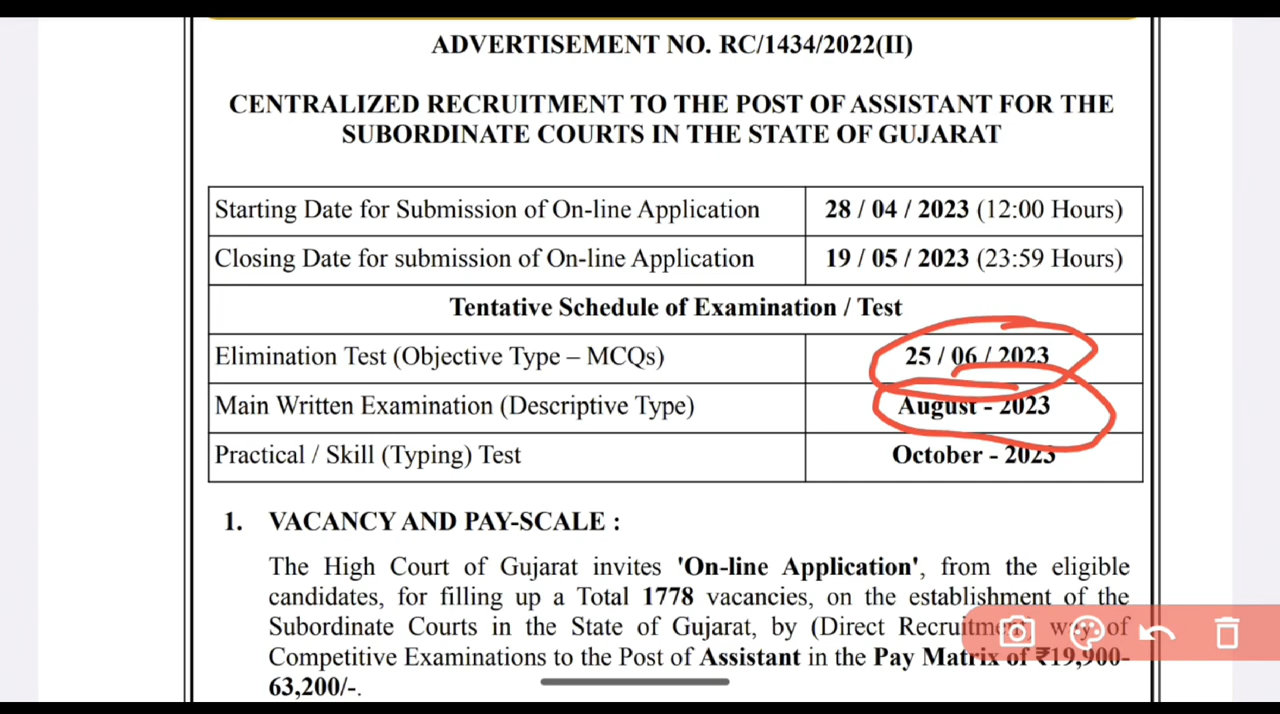 ADVERTISEMENT NO. RC/1434/2022(II)
CENTRALIZED RECRUITMENT TO THE POST OF ASSISTANT FOR THE
SUBORDINATE COURTS IN THE STATE OF GUJARAT
Starting Date for Submission of On-line Application 28 / 04 / 2023 (12:00 Hours)
Closing Date for submission of On-line Application 19 / 05 / 2023 (23:59 Hours)
Tentative Schedule of Examination / Test
Elimination Test (Objective Type – MCQs) 25 / 06 / 2023
Main Written Examination (Descriptive Type) August - 2023
Practical / Skill (Typing) Test October - 2023
1. VACANCY AND PAY-SCALE :
The High Court of Gujarat invites 'On-line Application', from the eligible
candidates, for filling up a Total 1778 vacancies, on the establishment of the
Subordinate Courts in the State of Gujarat, by (Direct Recruitment, way of
Competitive Examinations to the Post of Assistant in the Pay Matrix of ₹19,900-
63,200/-.